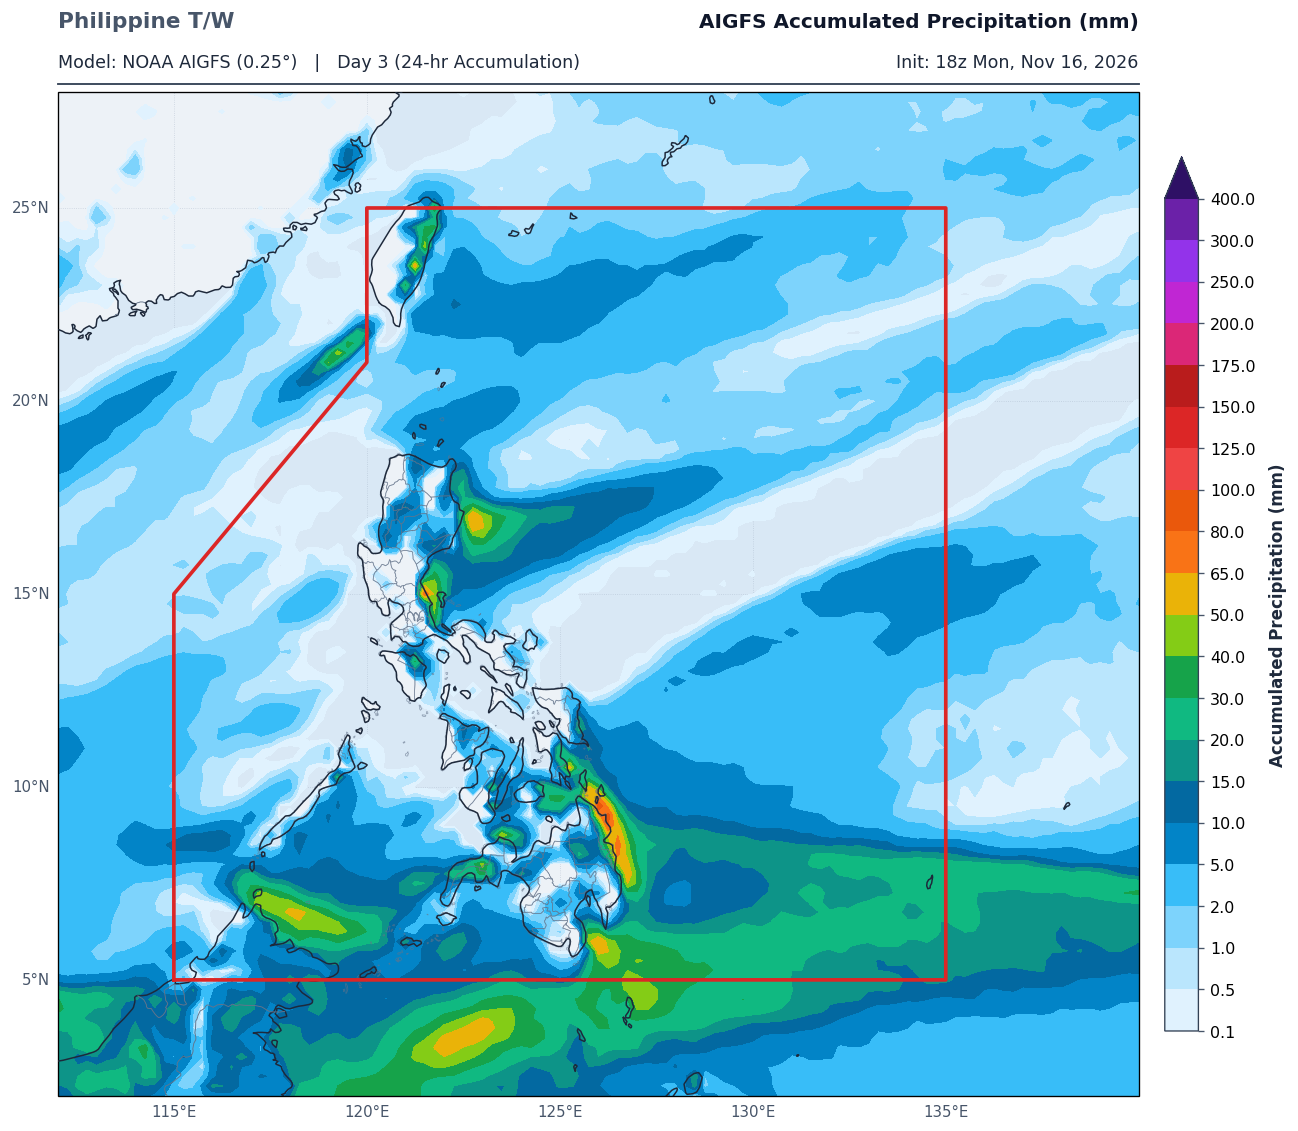 Philippine T/W
AIGFS Accumulated Precipitation (mm)
Model: NOAA AIGFS (0.25°)   |   Day 3 (24-hr Accumulation)
Init: 18z Mon, Nov 16, 2026
25°N
20°N
15°N
10°N
5°N
115°E
120°E
125°E
130°E
135°E
400.0
300.0
250.0
200.0
175.0
150.0
125.0
100.0
80.0
65.0
50.0
40.0
30.0
20.0
15.0
10.0
5.0
2.0
1.0
0.5
0.1
Accumulated Precipitation (mm)